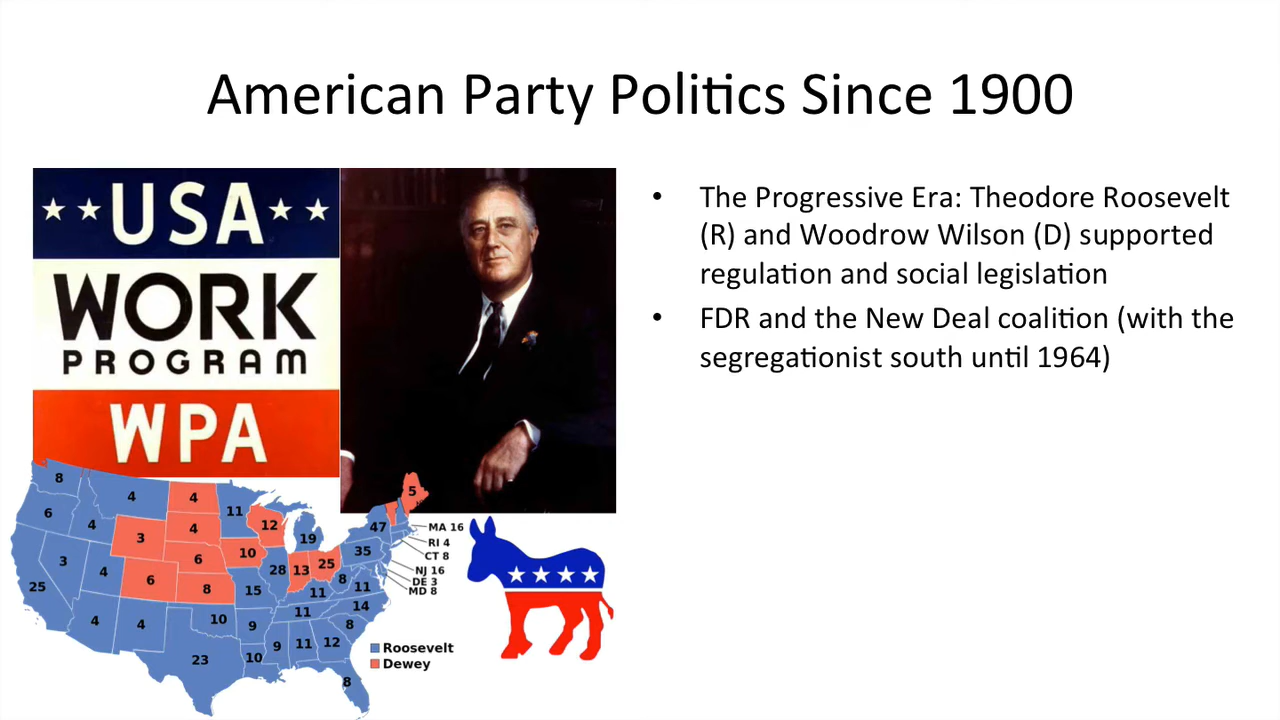 American Party Politics Since 1900
★★USA★★
WORK
PROGRAM
WPA
• The Progressive Era: Theodore Roosevelt
(R) and Woodrow Wilson (D) supported
regulation and social legislation
• FDR and the New Deal coalition (with the
segregationist south until 1964)
8
4
4
11
5
6
4
4
12
19
47
MA 16
3
RI 4
3
4
6
10
35
CT 8
25
6
8
28
13
25
8
NJ 16
15
11
11
DE 3
MD 8
4
4
10
9
11
14
8
23
10
9
11
12
8
Roosevelt
Dewey